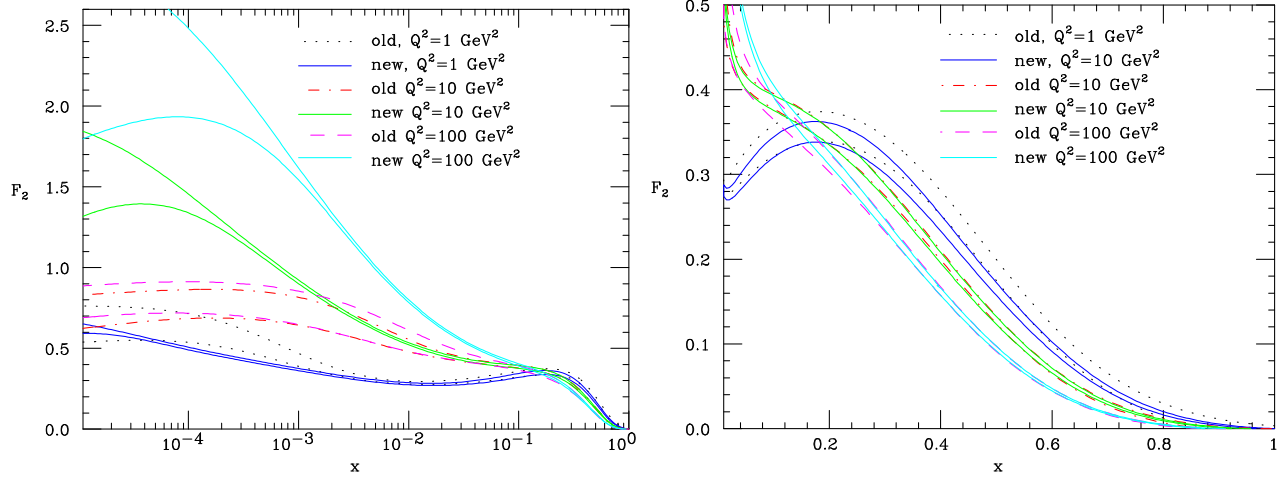 2.6
2.0
1.5
1.0
0.5
0.0
F₂
10⁻⁴ 10⁻³ 10⁻² 10⁻¹ 10⁰
x
old, Q²=1 GeV²
new, Q²=1 GeV²
old Q²=10 GeV²
new Q²=10 GeV²
old Q²=100 GeV²
new Q²=100 GeV²
0.5
0.4
0.3
0.2
0.1
0.0
F₂
0.2 0.4 0.6 0.8 1
x
old, Q²=1 GeV²
new, Q²=10 GeV²
old Q²=10 GeV²
new Q²=10 GeV²
old Q²=100 GeV²
new Q²=100 GeV²